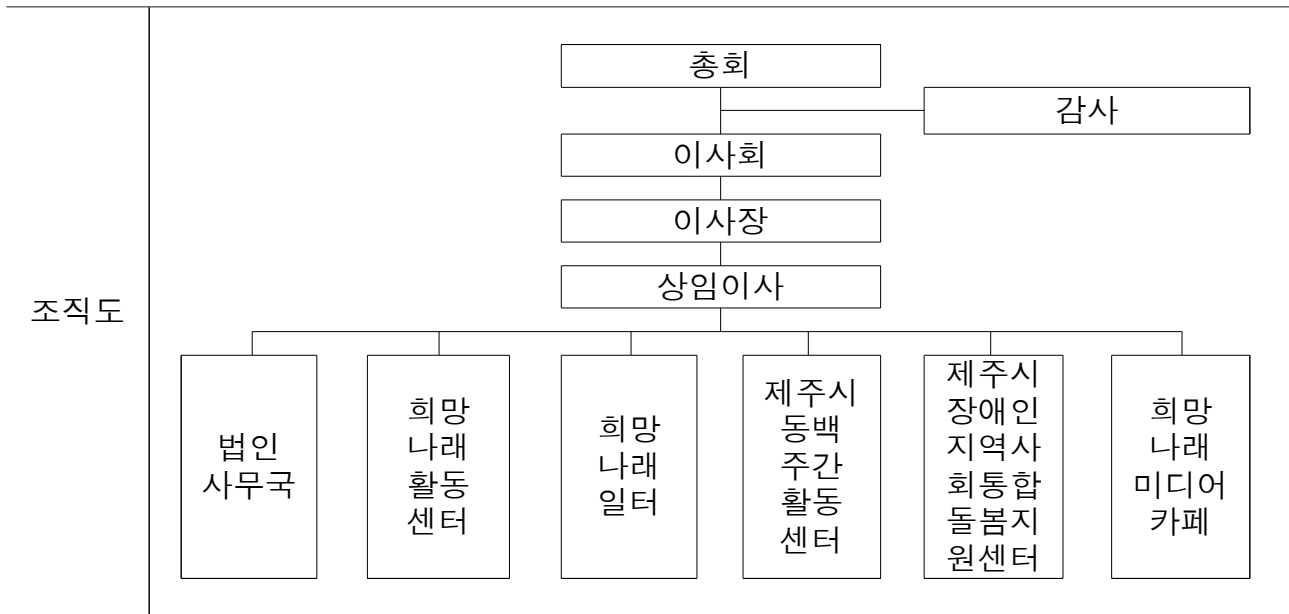 조직도
총회
감사
이사회
이사장
상임이사
법인
사무국
희망
나래
활동
센터
희망
나래
일터
제주시
동백
주간
활동
센터
제주시
장애인
지역사
회통합
돌봄지
원센터
희망
나래
미디어
카페